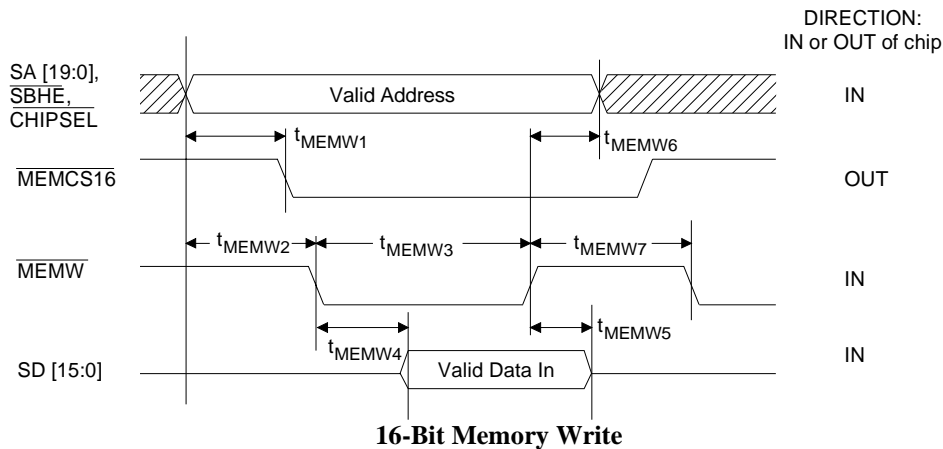 DIRECTION:
IN or OUT of chip
SA [19:0],
SBHE,
CHIPSEL
Valid Address
IN
tMEMW1
tMEMW6
MEMCS16
OUT
tMEMW2
tMEMW3
tMEMW7
MEMW
IN
tMEMW4
tMEMW5
SD [15:0]
Valid Data In
IN
16-Bit Memory Write